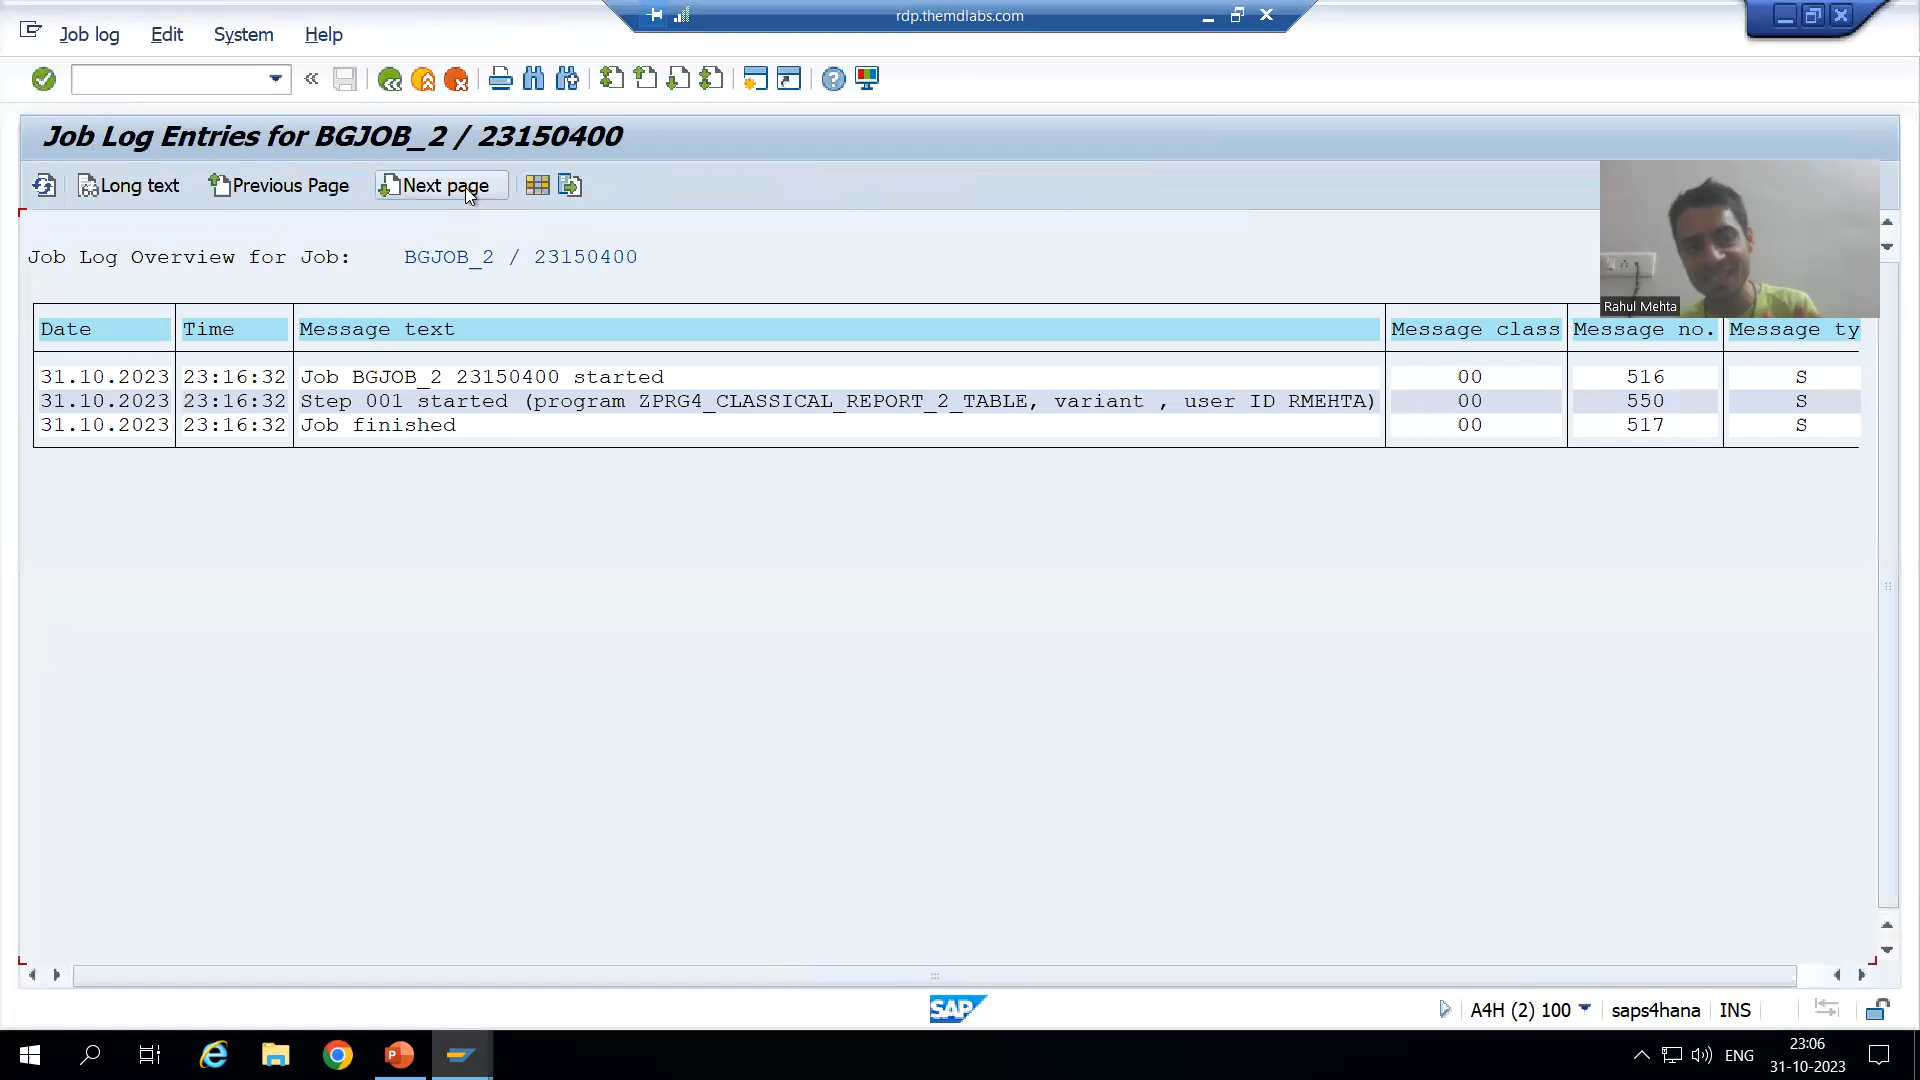 rdp.themdlabs.com
Job log Edit System Help
Job Log Entries for BGJOB_2 / 23150400
Long text Previous Page Next page
Rahul Mehta
Job Log Overview for Job: BGJOB_2 / 23150400
Date Time Message text Message class Message no. Message ty
31.10.2023 23:16:32 Job BGJOB_2 23150400 started 00 516 S
31.10.2023 23:16:32 Step 001 started (program ZPRG4_CLASSICAL_REPORT_2_TABLE, variant , user ID RMEHTA) 00 550 S
31.10.2023 23:16:32 Job finished 00 517 S
SAP
A4H (2) 100 saps4hana INS
ENG
23:06
31-10-2023